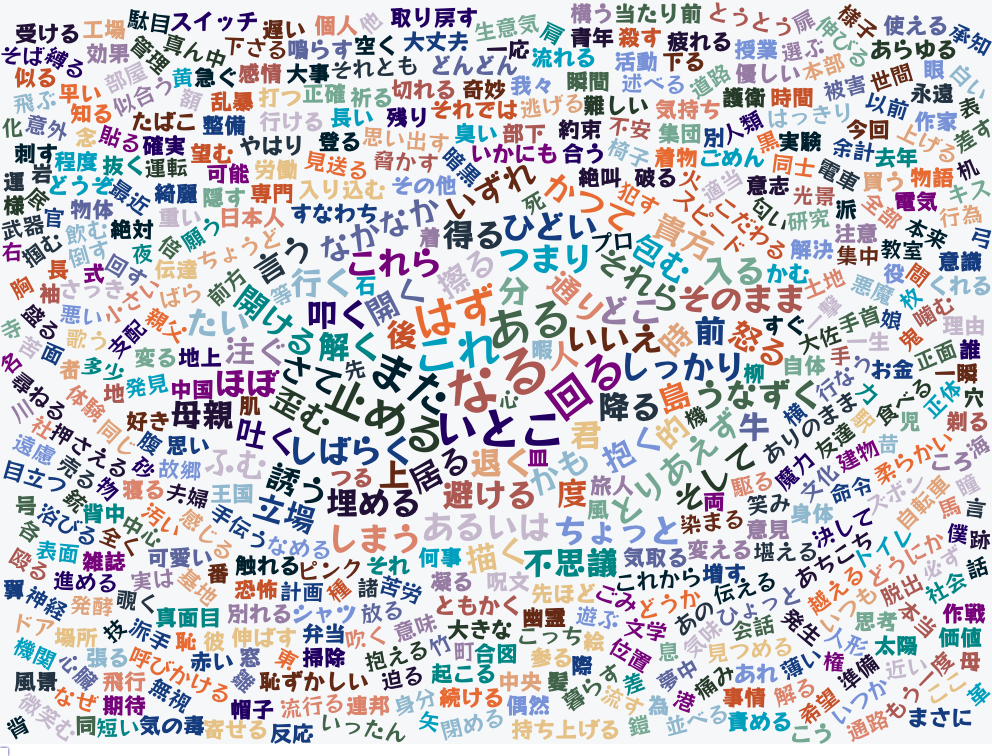 受ける 工場 駄目 スイッチ 遅い 個人 他 取り戻す 生意気 肩 横う 当たり前 とうとう 扉 様子 使える 承知
そば 縛る 効果 管理 真ん中 下さる 鳴らす 空く 大丈夫 一応 流れる 青年 殺す 疲れる 授業 選ぶ 伸びる あらゆる
似る 早い 部屋 黄 急ぐ 感情 大事 それとも どんどん 瞬間 活動 下る 優しい 本部 被害 世間 眼 白い
飛ぶ 知る 似合う 弱 乱暴 打つ 正確 祈る 切れる 奇妙 我々 述べる 道路 護衛 時間 はっきり 以前 永遠 表
化 意外 念 貼る たばこ 整備 行ける 長い 残り それでは 逃げる 難しい 気持ち 別 人類 黒 実験 今回 作家 上げる 差す
刺す 岩 程度 抜く 確実 運転 望む やはり 登る 思い出す 臭い 部下 約束 不安 集団 着物 ごめん 同士 余計 去年 物語 机
運 どうぞ 最近 綺麗 可能 労働 見送る 脅かす 暗黒 いかにも 合う 椅子 絶叫 破る 火 適当 意志 電車 買う 電気 キス
様 底 官 物体 隠す 専門 入り込む その他 いずれ 死 かつて 犯す スピード こだわる 匂い 光景 派 全部 行為
武器 飲む 絶対 重い 日本人 すなわち なかなか 着 得る ひどい プロ 包む 貴方 研究 注意 本来 弓
右 掴む 倒す 夜 倍 願う ちょうど 言う これら 擦る つまり それら 入る かむ 解決 集中 教室 意識
胸 長 式 回す 伝達 前方 等 行く 石 開く 分 通り どこ そのまま 土地 悪魔 役 間 くれる
袖 さっき 悪い 小さい ばら 開ける 叩く 後 はず ある いいえ 時 前 怒る すぐ 撃 大佐 手首 娘 枚 噛む
寺 盛る 歌う 支配 親父 たい 解く これ 暇 人 しっかり 柳 自体 手 一生 鬼 理由
名 苦 面 者 多少 変る 地上 注ぐ さて 先 また なる 心 回る 行なう お金 正面 誰
尋ねる 地 発見 中国 ほぼ 歪む 止める いとこ 降る 島 うなずく 力 食べる 一瞬
川 社 体験 同じ 好き 母親 肌 吐く しばらく 君 的 機 牛 横 ありのまま 友達 男 児 正体 穴 剃る
遠慮 押さえる 腹 思い ふむ つる 上 居る 退く 皿 かも 抱く とりあえず そして 魔力 建物 昔 柔らかい 海
目立つ 売る 物 砂 故郷 誘う 埋める 避ける 度 旅人 風 両 駆る 笑み 文化 命令 スポン ころ 瞳
号 銃 寝る 夫婦 王国 立場 しまう あるいは ちょっと 染まる 意見 身体 自転車 馬 言
各 浴びる 背中 中心 汚い 感じる 手伝う なめる 何事 描く 不思議 気取る 変える 堪える 決して トイレ 僕 跡
殴る 表面 雑誌 全く 可愛い 番 触れる ピンク それ 凝る 呪文 先ほど これから 増す あちこち どうにか 必ず 話
翼 神経 進める 実は 基地 恐怖 計画 種 諸 苦労 ごみ どうか あの 伝える 越える 脱出 社会
ドア 発酵 覗く 真面目 別れる シャツ 放る ともかく 幽霊 遊ぶ 文学 ひょっと 発生 いつも 本当 作戦
場所 技 派手 恥 彼 伸ばす 弁当 吹く 意味 大きな こっち 絵 位置 息 気味 会話 人形 思考 価値
機関 心臓 張る 呼びかける 赤い 窓 東 掃除 抱える 竹 町 合図 参る 際 見つめる 権 太陽
風景 飛行 難 恥ずかしい 迫る 起こる 中央 髪 暮らす 差 夢中 痛み あれ 薄い 準備 近い もう一度 母
微笑む なぜ 期待 無視 帽子 流行る 連邦 身分 続ける 偶然 流す 為 港 事情 解る 希望 いつか ここ 革
背 同 短い 気の毒 寄せる 反応 いったん 矢 閉める 持ち上げる 鎧 並べる 責める こう 通路 まさに